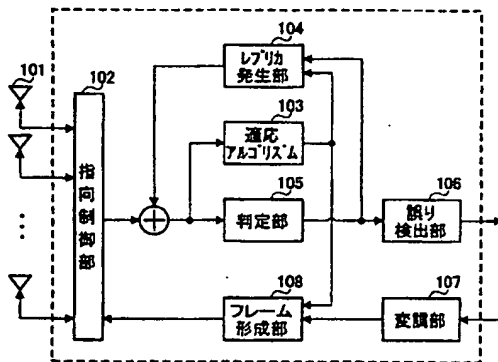 104
レプリカ
発生部
101
102
指向制御部
103
適応
アルゴリズム
105
判定部
106
誤り
検出部
108
フレーム
形成部
107
変調部